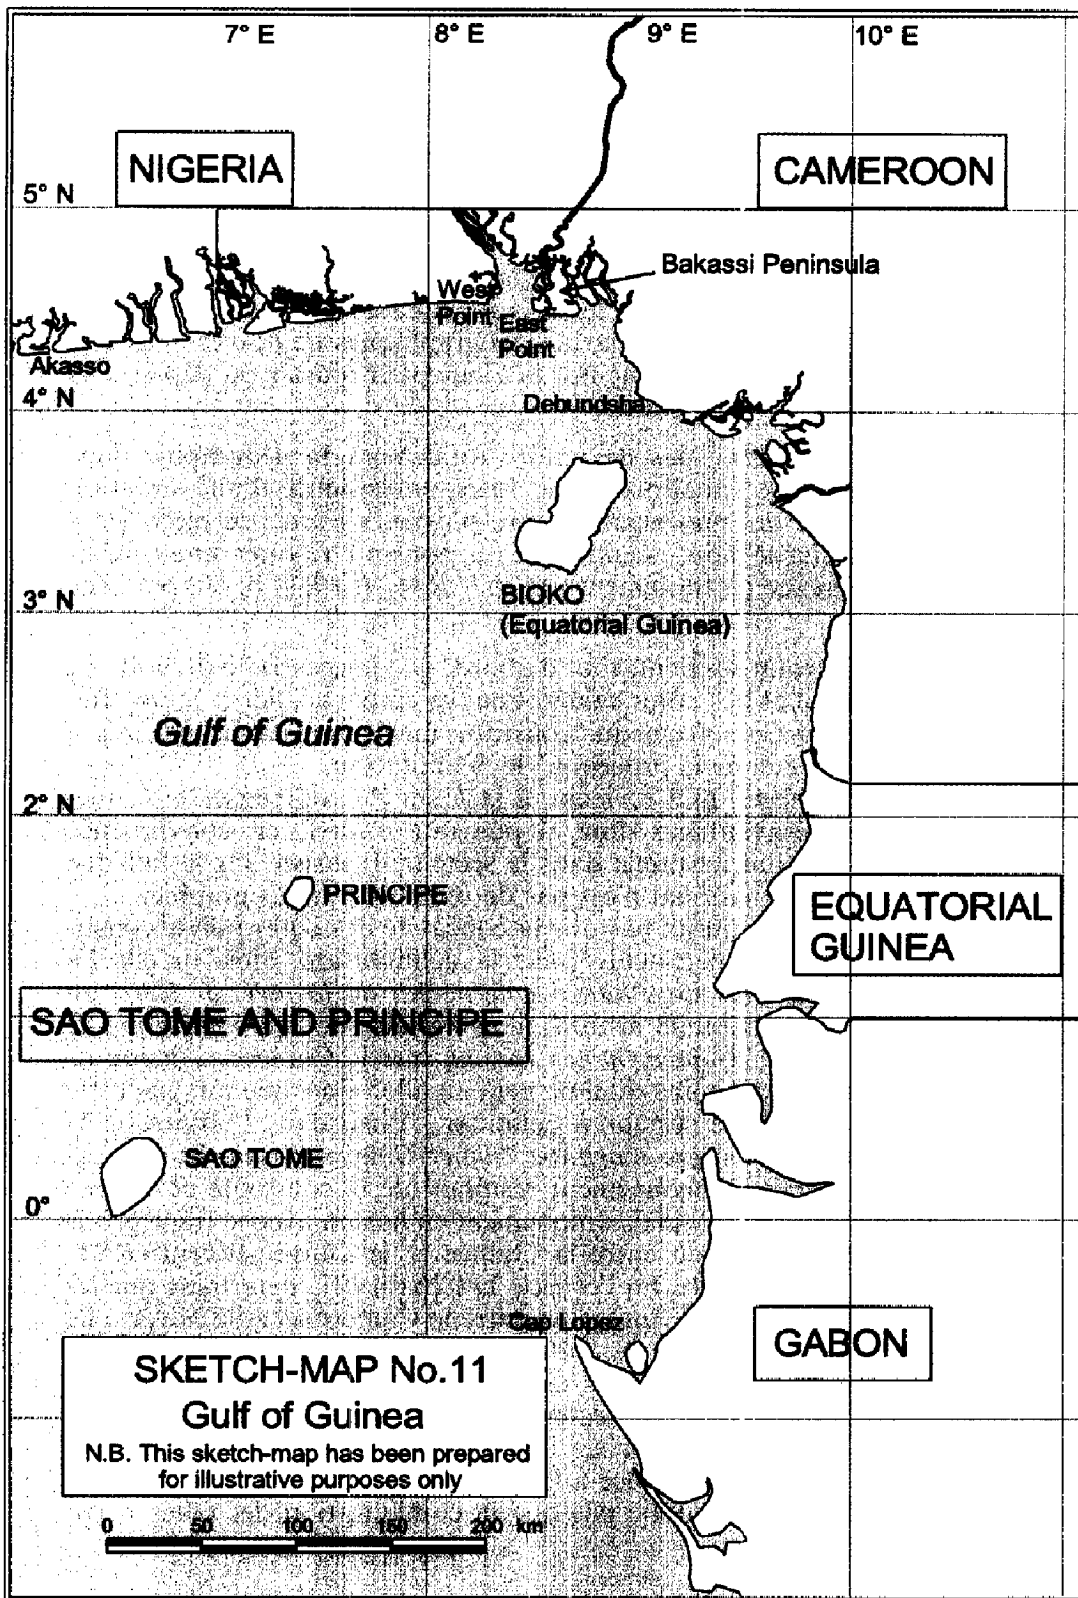 7° E
8° E
9° E
10° E
NIGERIA
CAMEROON
5° N
Bakassi Peninsula
West
Point
East
Point
Akasso
4° N
Debundsha
BIOKO
(Equatorial Guinea)
3° N
Gulf of Guinea
2° N
PRINCIPE
EQUATORIAL
GUINEA
SAO TOME AND PRINCIPE
SAO TOME
0°
Cap Lopez
GABON
SKETCH-MAP No.11
Gulf of Guinea
N.B. This sketch-map has been prepared
for illustrative purposes only
0 50 100 150 200 km